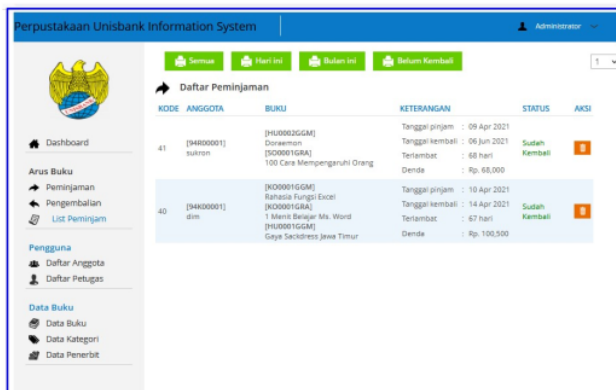 Perpustakaan Unisbank Information System
Administrator
Semua
Hari ini
Bulan ini
Belum Kembali
1
UNISBANK
Daftar Peminjaman
KODE ANGGOTA BUKU KETERANGAN STATUS AKSI
41
[94R00001]
sukron
[HU0002GGM]
Doraemon
[SO0001GRA]
100 Cara Mempengaruhi Orang
Tanggal pinjam : 09 Apr 2021
Tanggal kembali : 06 Jun 2021
Terlambat : 68 hari
Denda : Rp. 68,000
Sudah
Kembali
40
[94K00001]
dim
[KO0001GGM]
Rahasia Fungsi Excel
[KO0001GRA]
1 Menit Belajar Ms. Word
[HU0001GGM]
Gaya Sackdress Jawa Timur
Tanggal pinjam : 10 Apr 2021
Tanggal kembali : 14 Apr 2021
Terlambat : 67 hari
Denda : Rp. 100,500
Sudah
Kembali
Dashboard
Arus Buku
Peminjaman
Pengembalian
List Peminjam
Pengguna
Daftar Anggota
Daftar Petugas
Data Buku
Data Buku
Data Kategori
Data Penerbit